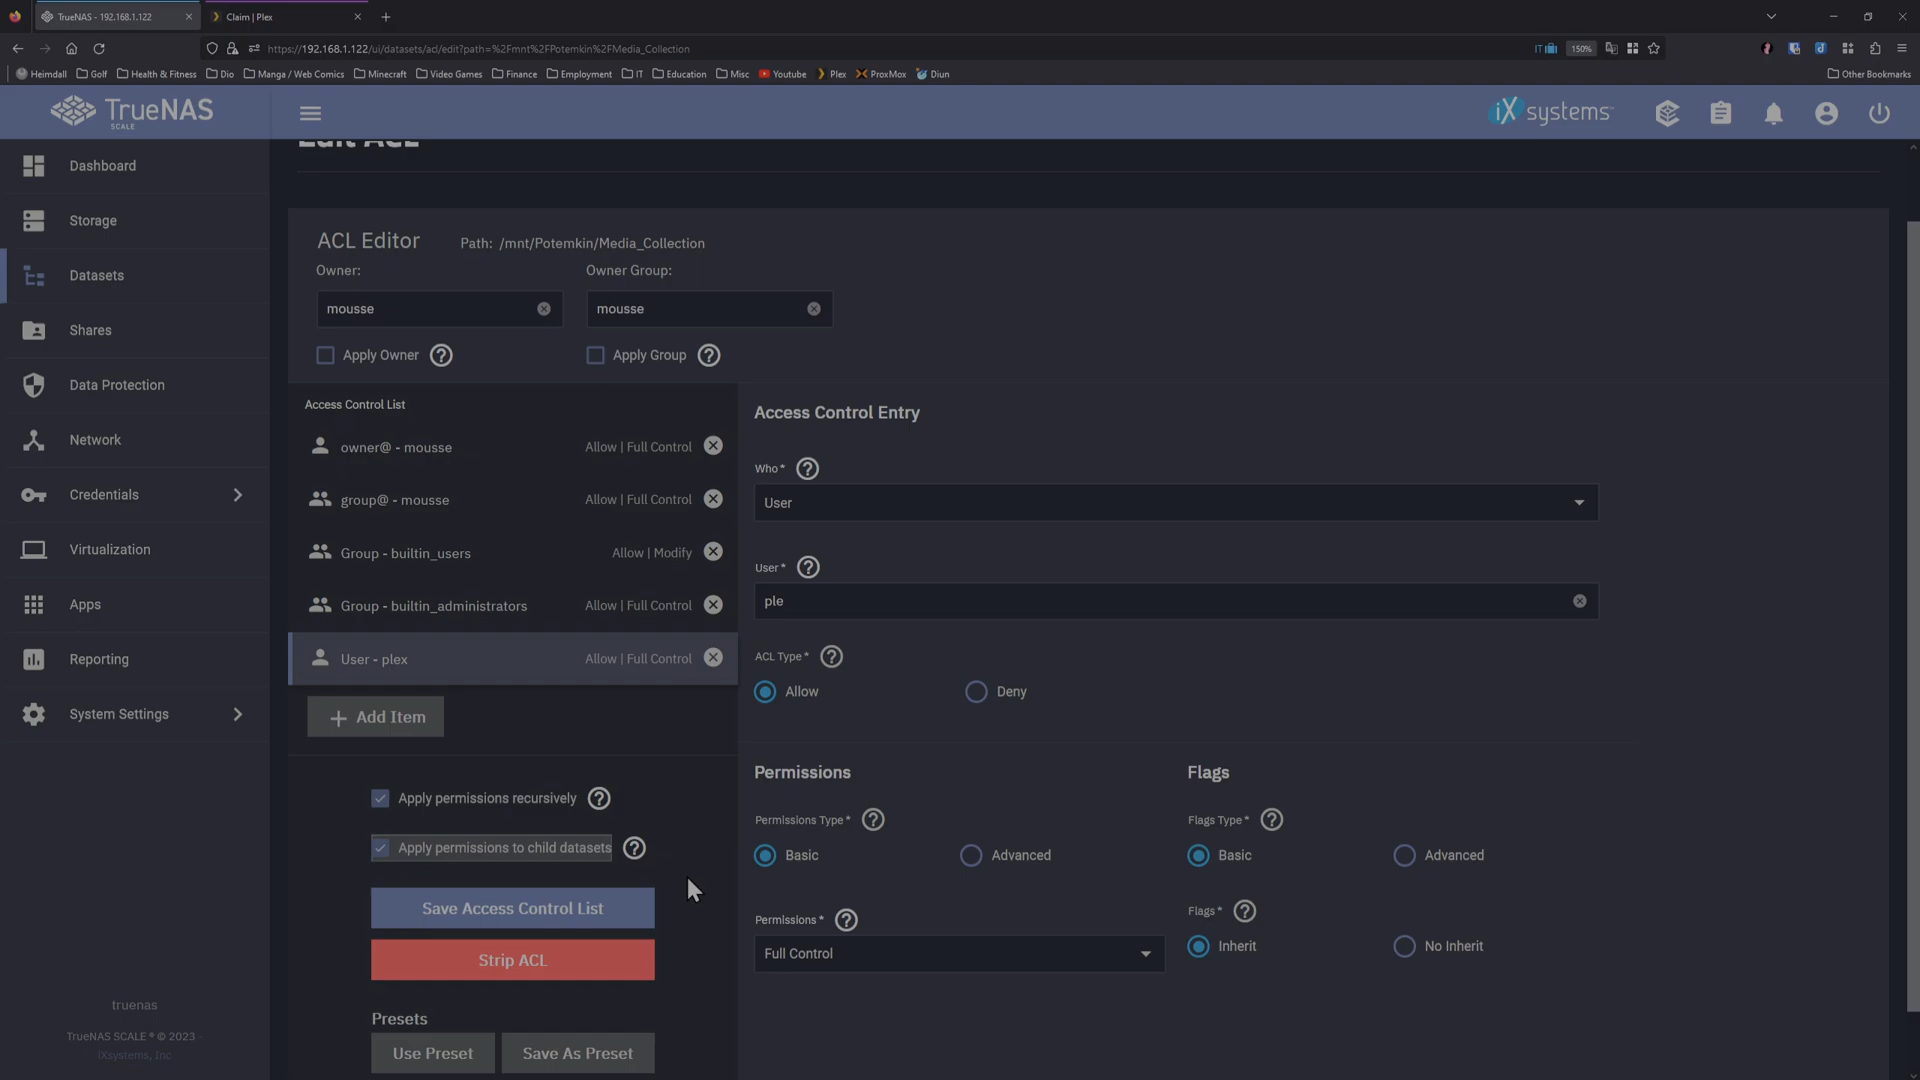 TrueNAS - 192.168.1.122
Claim | Plex
https://192.168.1.122/ui/datasets/acl/edit?path=%2Fmnt%2FPotemkin%2FMedia_Collection
IT
150%
Heimdall
Golf
Health & Fitness
Dio
Manga / Web Comics
Minecraft
Video Games
Finance
Employment
IT
Education
Misc
Youtube
Plex
ProxMox
Diun
Other Bookmarks
TrueNAS
SCALE
iXsystems
Edit ACL
Dashboard
Storage
Datasets
Shares
Data Protection
Network
Credentials
Virtualization
Apps
Reporting
System Settings
truenas
TrueNAS SCALE ® © 2023 -
iXsystems, Inc
ACL Editor
Path: /mnt/Potemkin/Media_Collection
Owner:
Owner Group:
mousse
mousse
Apply Owner
Apply Group
Access Control List
owner@ - mousse Allow | Full Control
group@ - mousse Allow | Full Control
Group - builtin_users Allow | Modify
Group - builtin_administrators Allow | Full Control
User - plex Allow | Full Control
+ Add Item
Apply permissions recursively
Apply permissions to child datasets
Save Access Control List
Strip ACL
Presets
Use Preset
Save As Preset
Access Control Entry
Who *
User
User *
ple
ACL Type *
Allow
Deny
Permissions
Permissions Type *
Basic
Advanced
Permissions *
Full Control
Flags
Flags Type *
Basic
Advanced
Flags *
Inherit
No Inherit